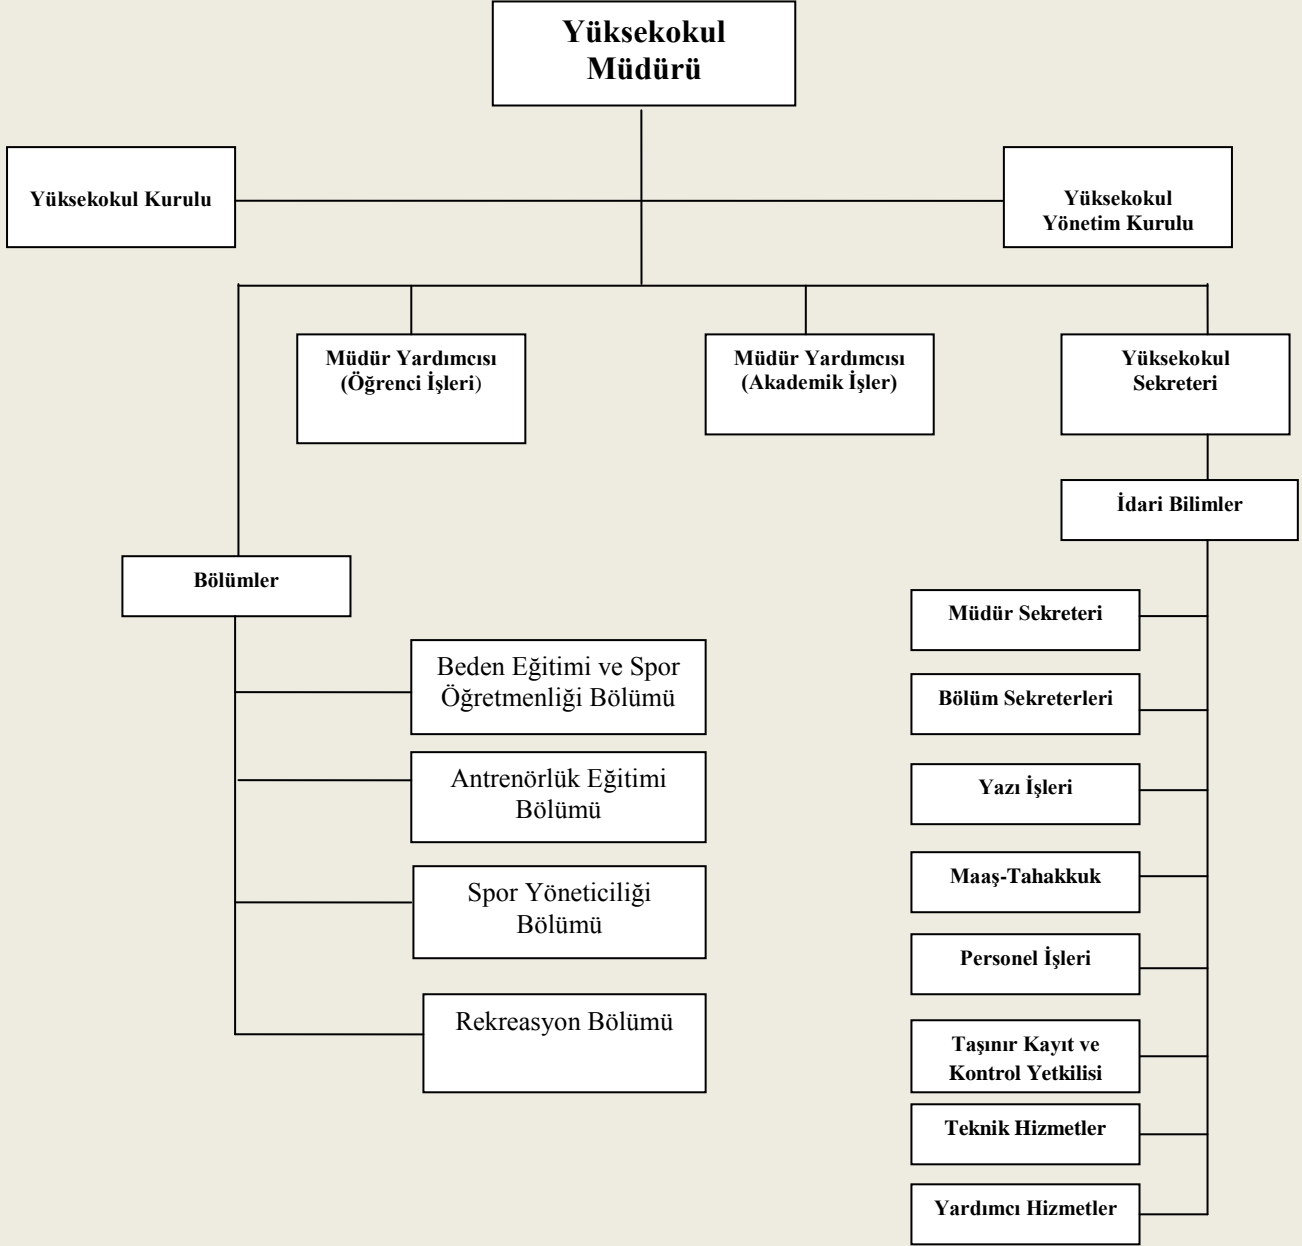 Yüksekokul
Müdürü
Yüksekokul Kurulu
Yüksekokul
Yönetim Kurulu
Müdür Yardımcısı
(Öğrenci İşleri)
Müdür Yardımcısı
(Akademik İşler)
Yüksekokul
Sekreteri
İdari Bilimler
Bölümler
Beden Eğitimi ve Spor
Öğretmenliği Bölümü
Antrenörlük Eğitimi
Bölümü
Spor Yöneticiliği
Bölümü
Rekreasyon Bölümü
Müdür Sekreteri
Bölüm Sekreterleri
Yazı İşleri
Maaş-Tahakkuk
Personel İşleri
Taşınır Kayıt ve
Kontrol Yetkilisi
Teknik Hizmetler
Yardımcı Hizmetler